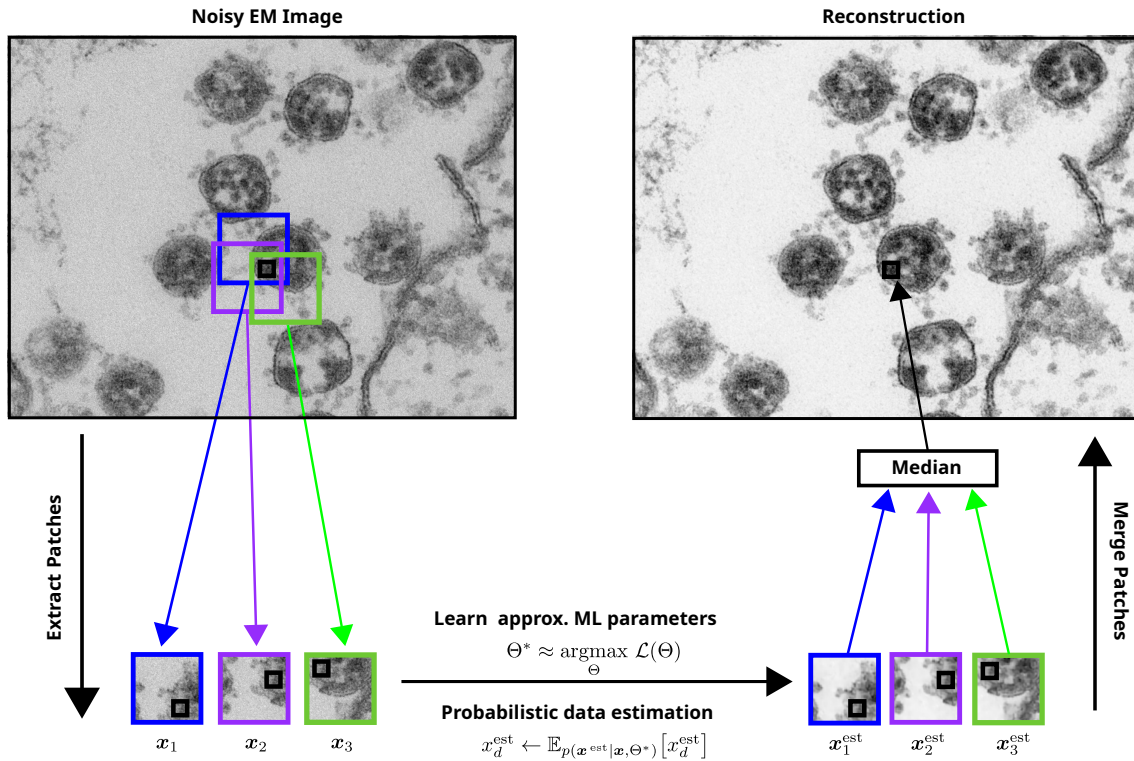 Noisy EM Image
Reconstruction
Extract Patches
Median
Merge Patches
Learn approx. ML parameters
Θ* ≈ argmax ℒ(Θ)
Θ
Probabilistic data estimation
x_d^est ← 𝔼_{p(x^est|x,Θ*)}[x_d^est]
x₁
x₂
x₃
x₁^est
x₂^est
x₃^est